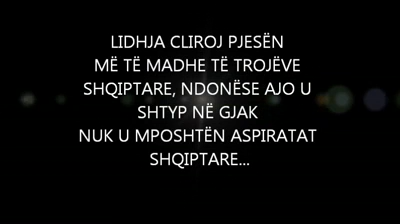 LIDHJA CLIROJ PJESËN
MË TË MADHE TË TROJËVE
SHQIPTARE, NDONËSE AJO U
SHTYP NË GJAK
NUK U MPOSHTËN ASPIRATAT
SHQIPTARE...